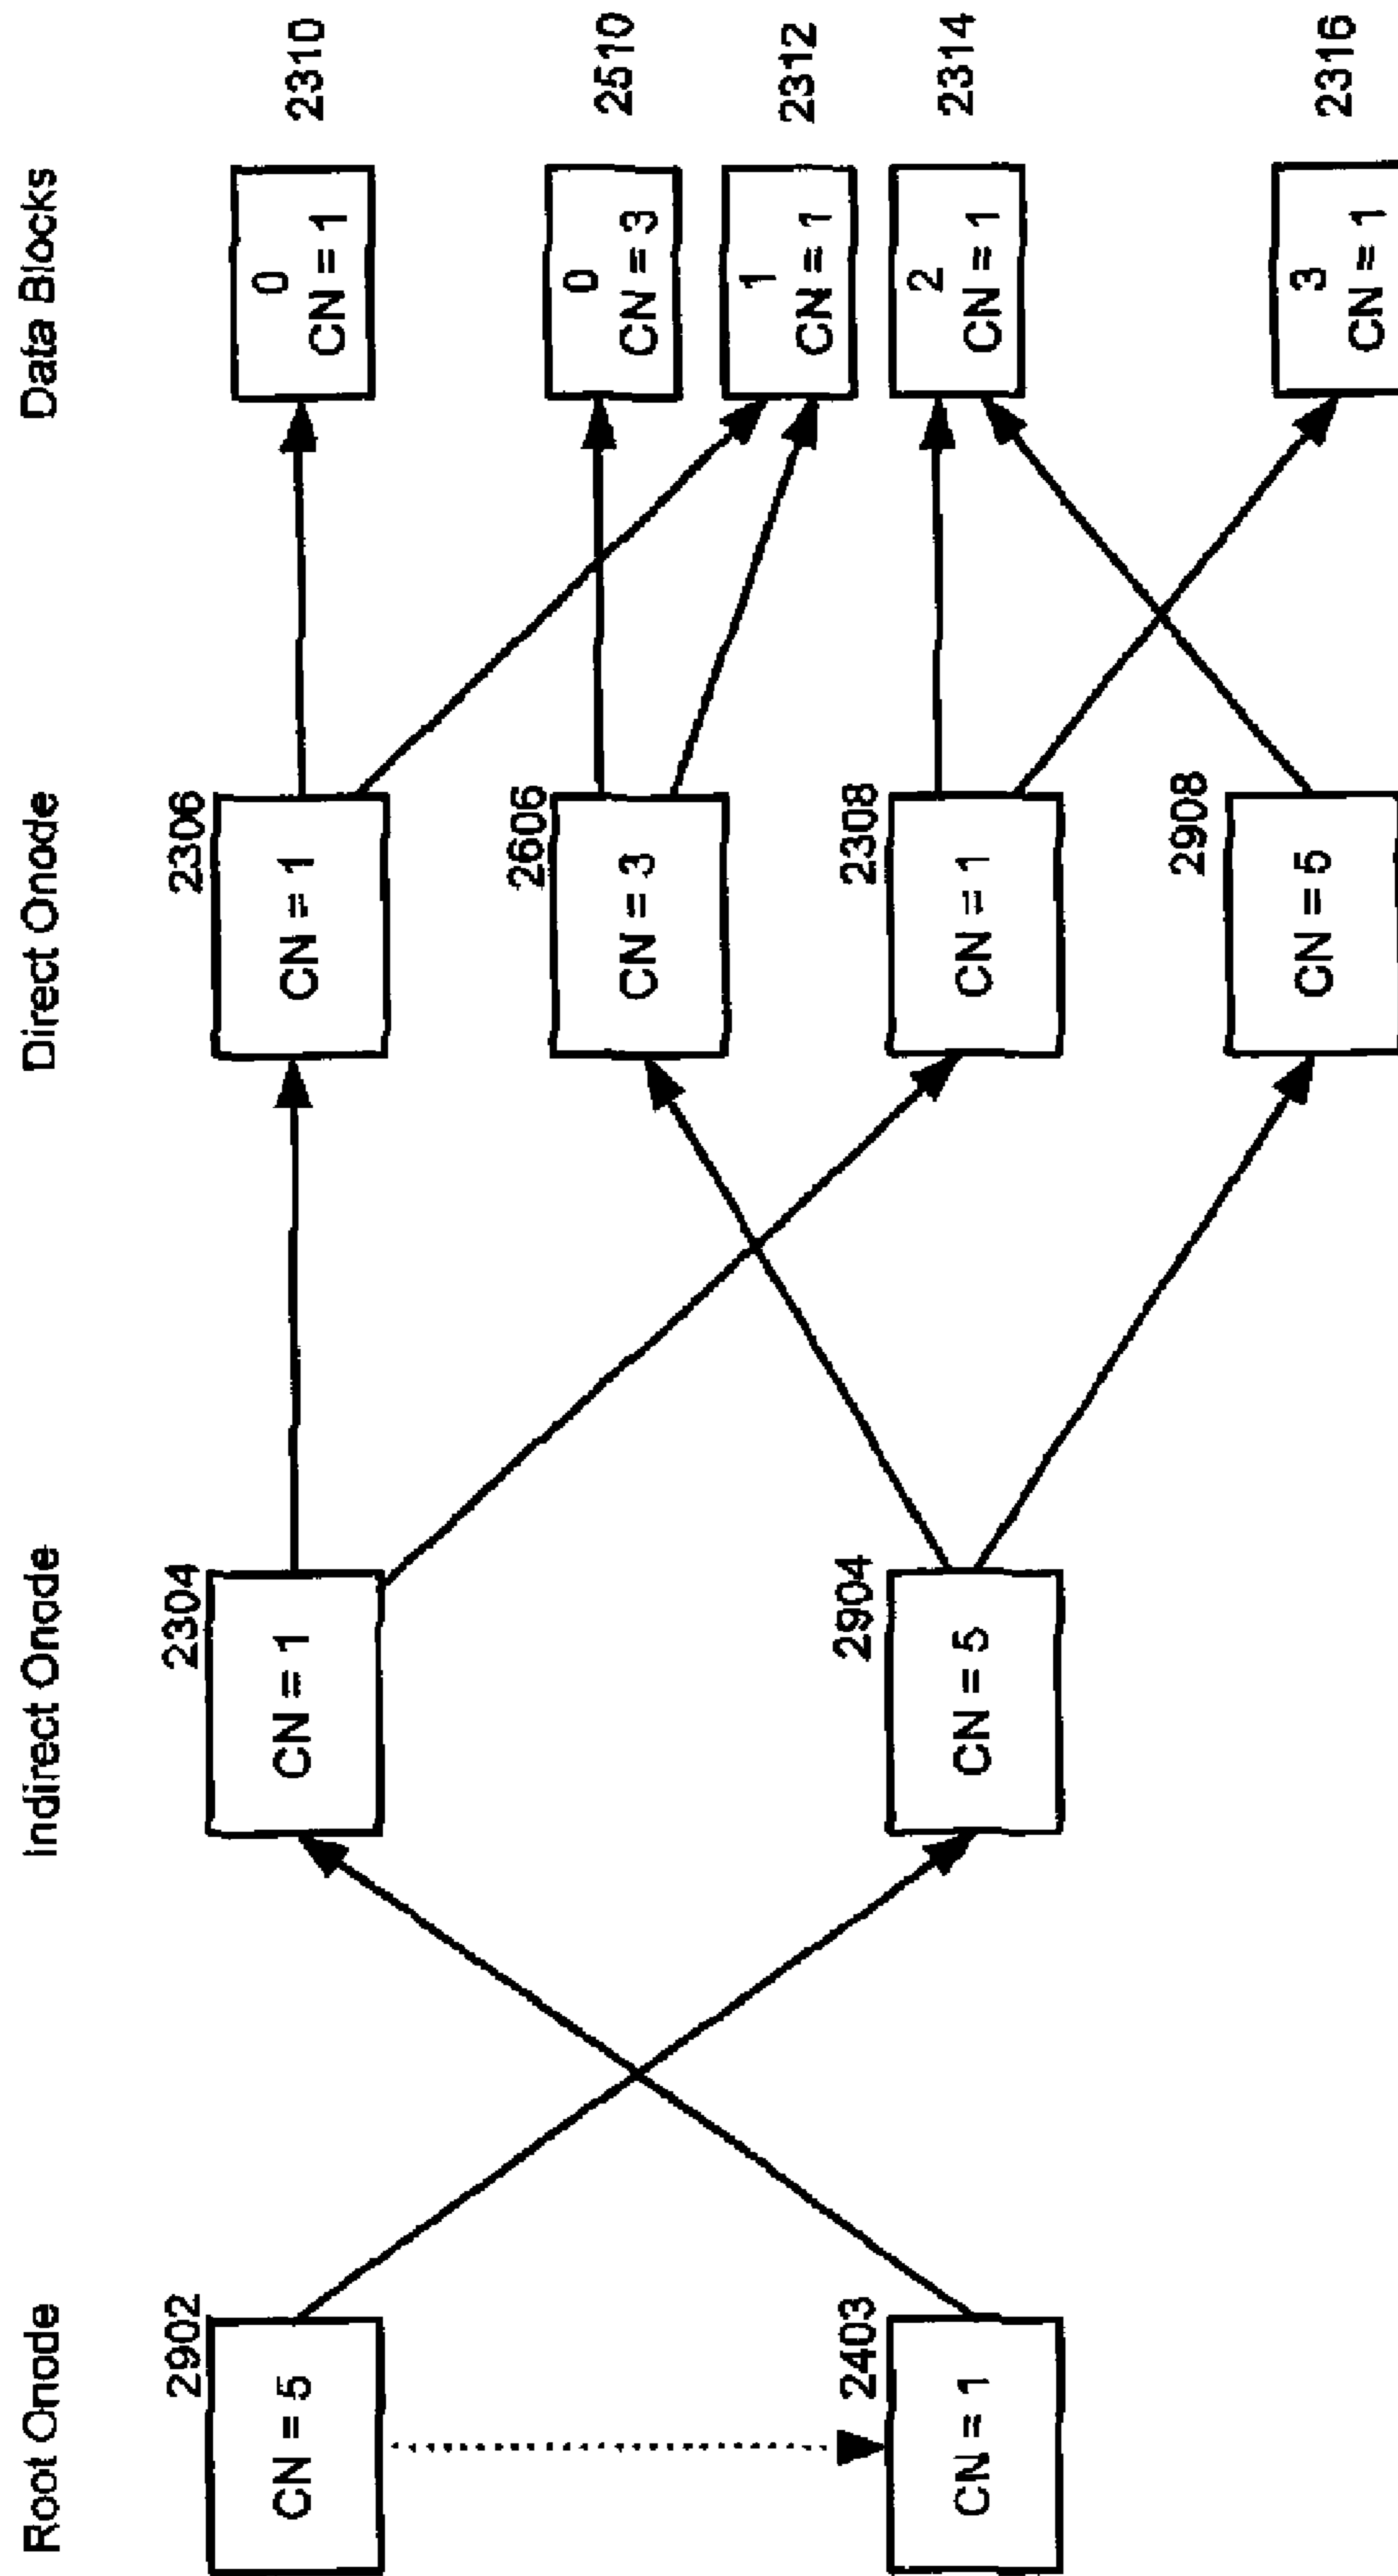 Root Onode
Indirect Onode
Direct Onode
Data Blocks
2902
CN = 5
2403
CN = 1
2304
CN = 1
2904
CN = 5
2306
CN = 1
2606
CN = 3
2308
CN = 1
2908
CN = 5
0
CN = 1
2310
0
CN = 3
2510
1
CN = 1
2312
2
CN = 1
2314
3
CN = 1
2316